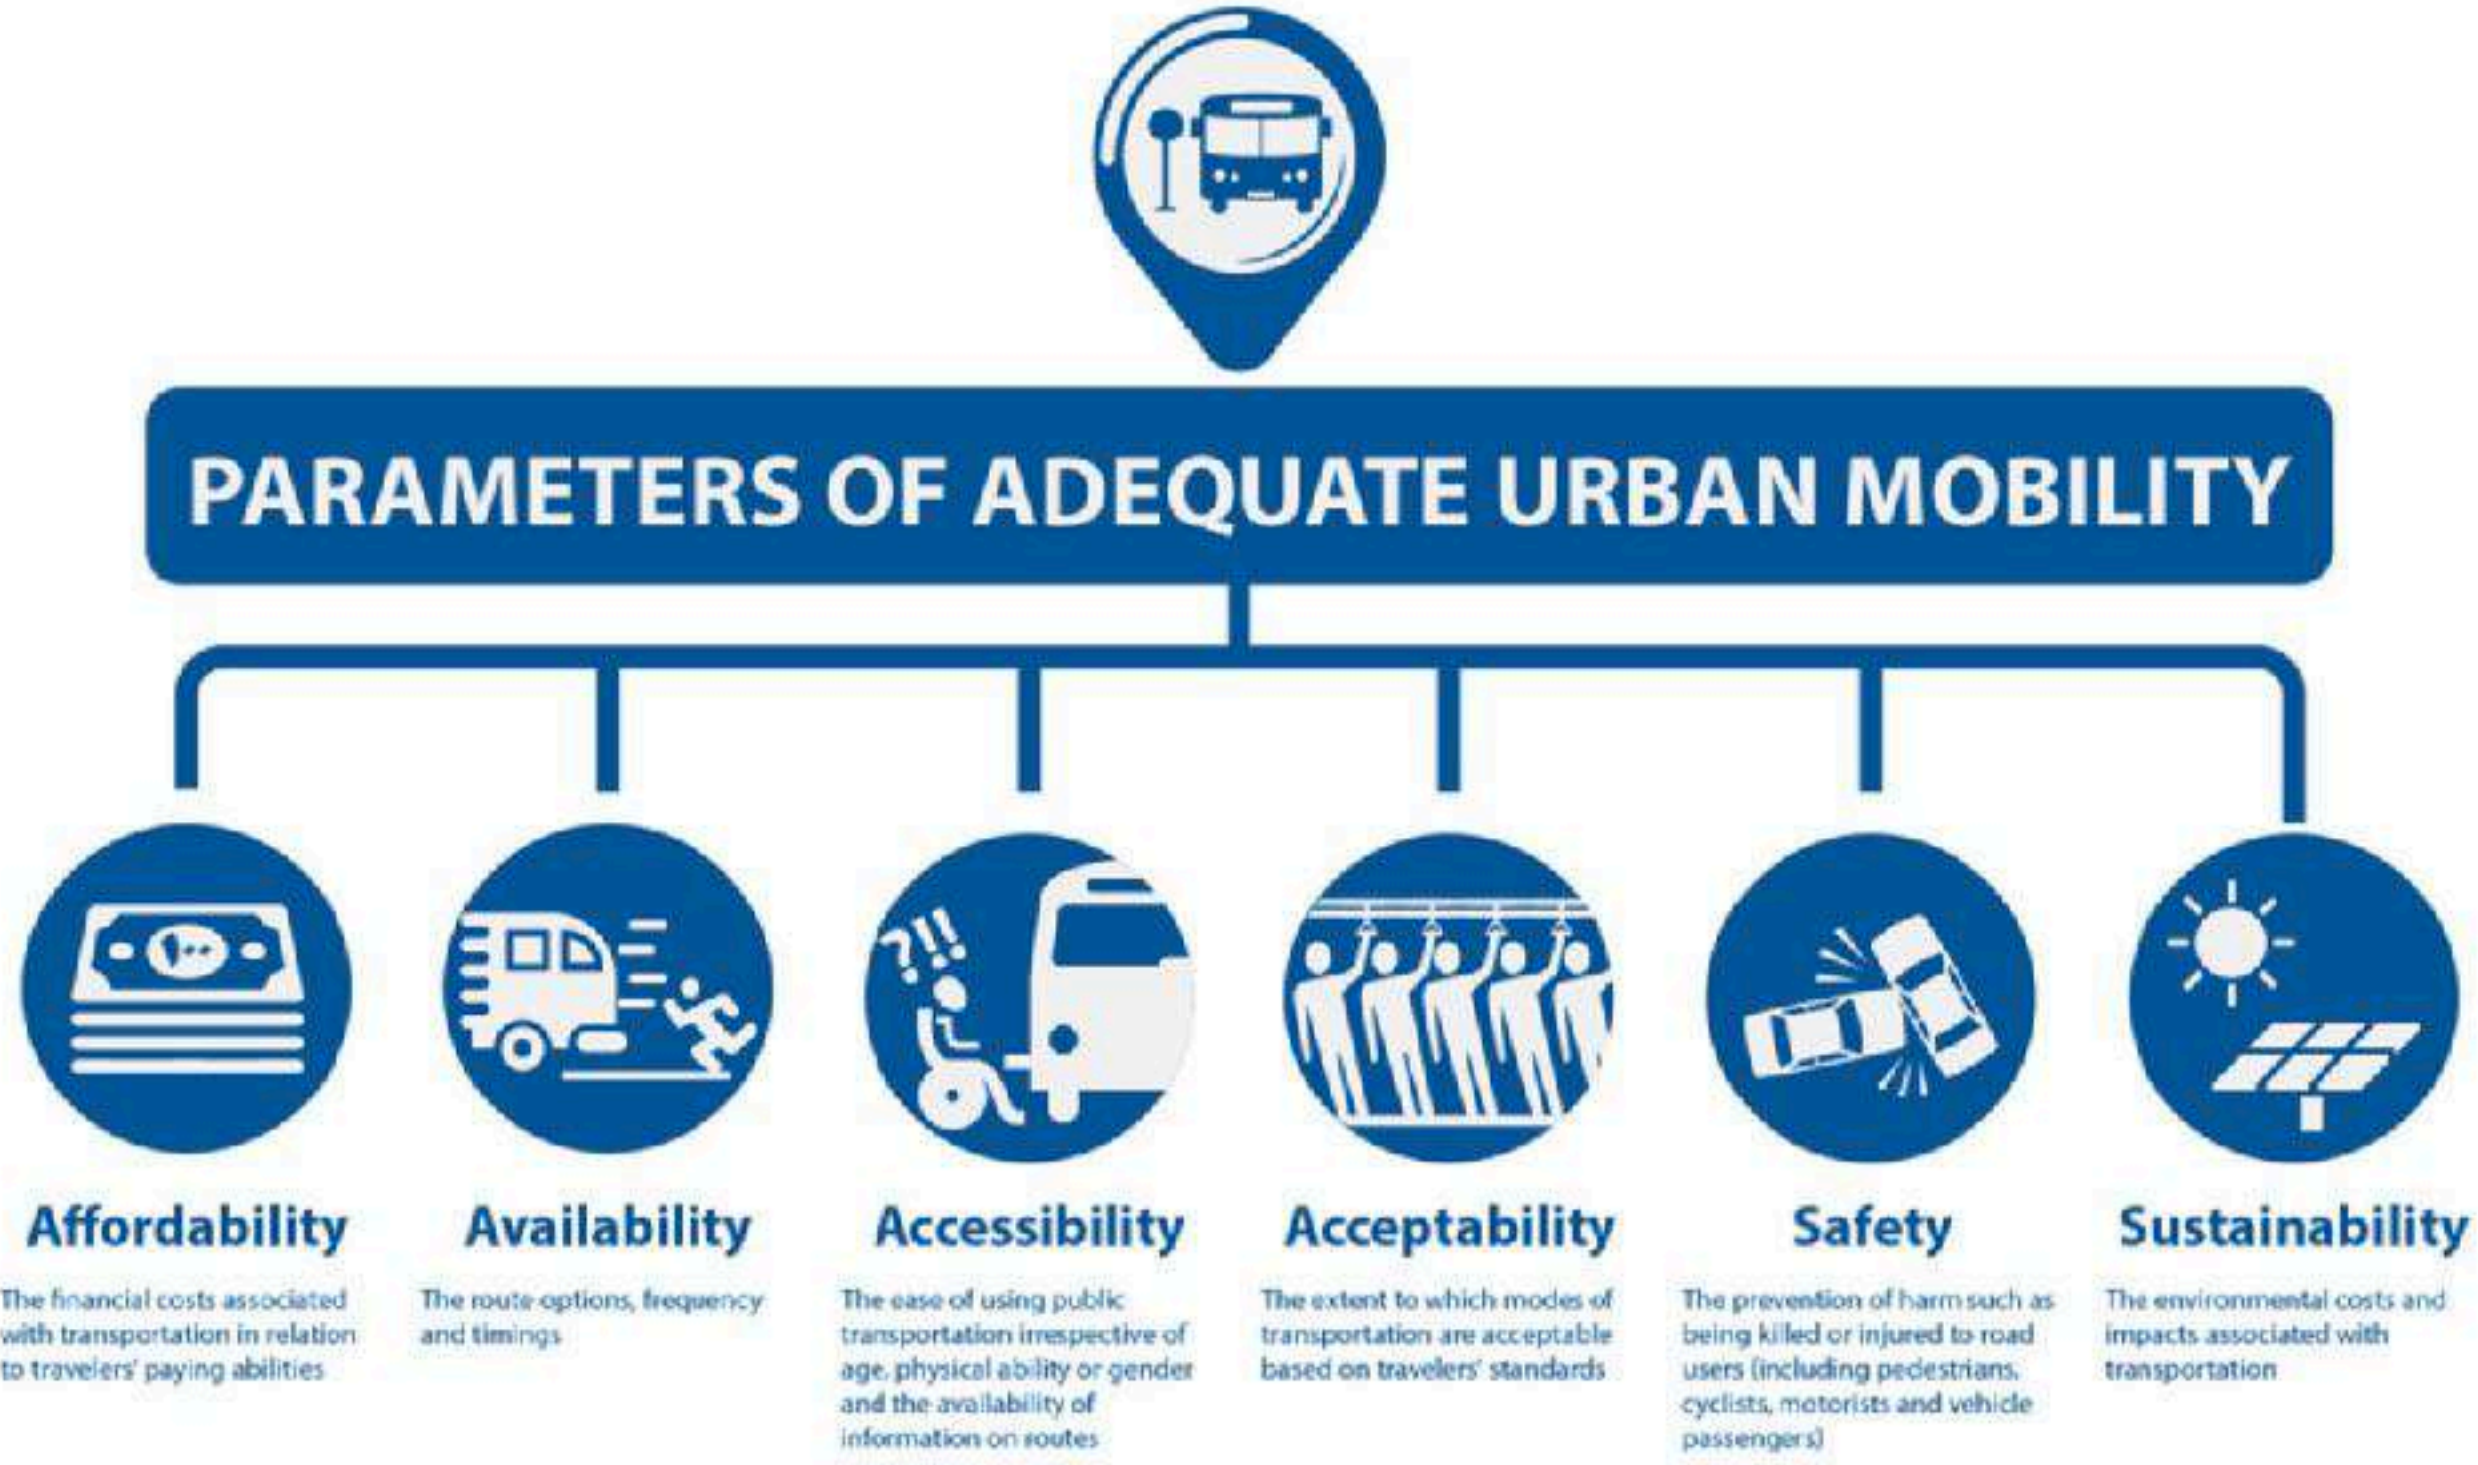 PARAMETERS OF ADEQUATE URBAN MOBILITY
١٠٠
?!!
Affordability
The financial costs associated
with transportation in relation
to travelers' paying abilities
Availability
The route options, frequency
and timings
Accessibility
The ease of using public
transportation irrespective of
age, physical ability or gender
and the availability of
information on routes
Acceptability
The extent to which modes of
transportation are acceptable
based on travelers' standards
Safety
The prevention of harm such as
being killed or injured to road
users (including pedestrians,
cyclists, motorists and vehicle
passengers)
Sustainability
The environmental costs and
impacts associated with
transportation